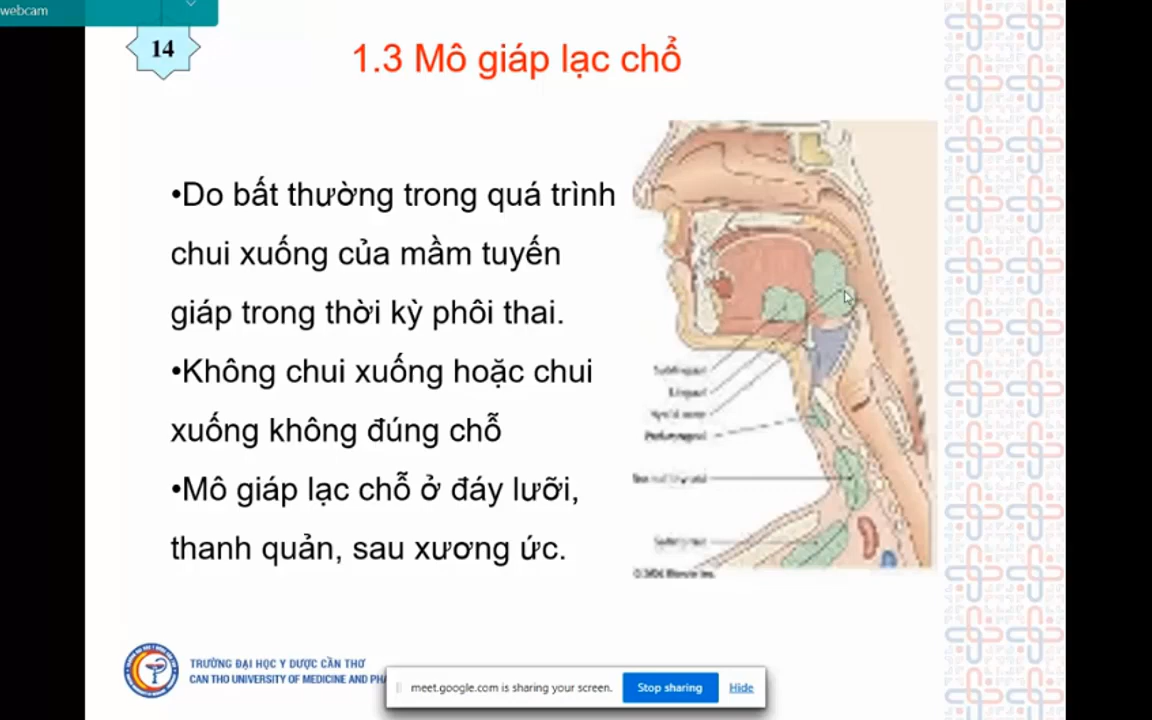 webcam
14
1.3 Mô giáp lạc chổ
•Do bất thường trong quá trình
chui xuống của mầm tuyến
giáp trong thời kỳ phôi thai.
•Không chui xuống hoặc chui
xuống không đúng chỗ
•Mô giáp lạc chỗ ở đáy lưỡi,
thanh quản, sau xương ức.
TRƯỜNG ĐẠI HỌC Y DƯỢC CẦN THƠ
CAN THO UNIVERSITY OF MEDICINE AND
meet.google.com is sharing your screen.
Stop sharing
Hide